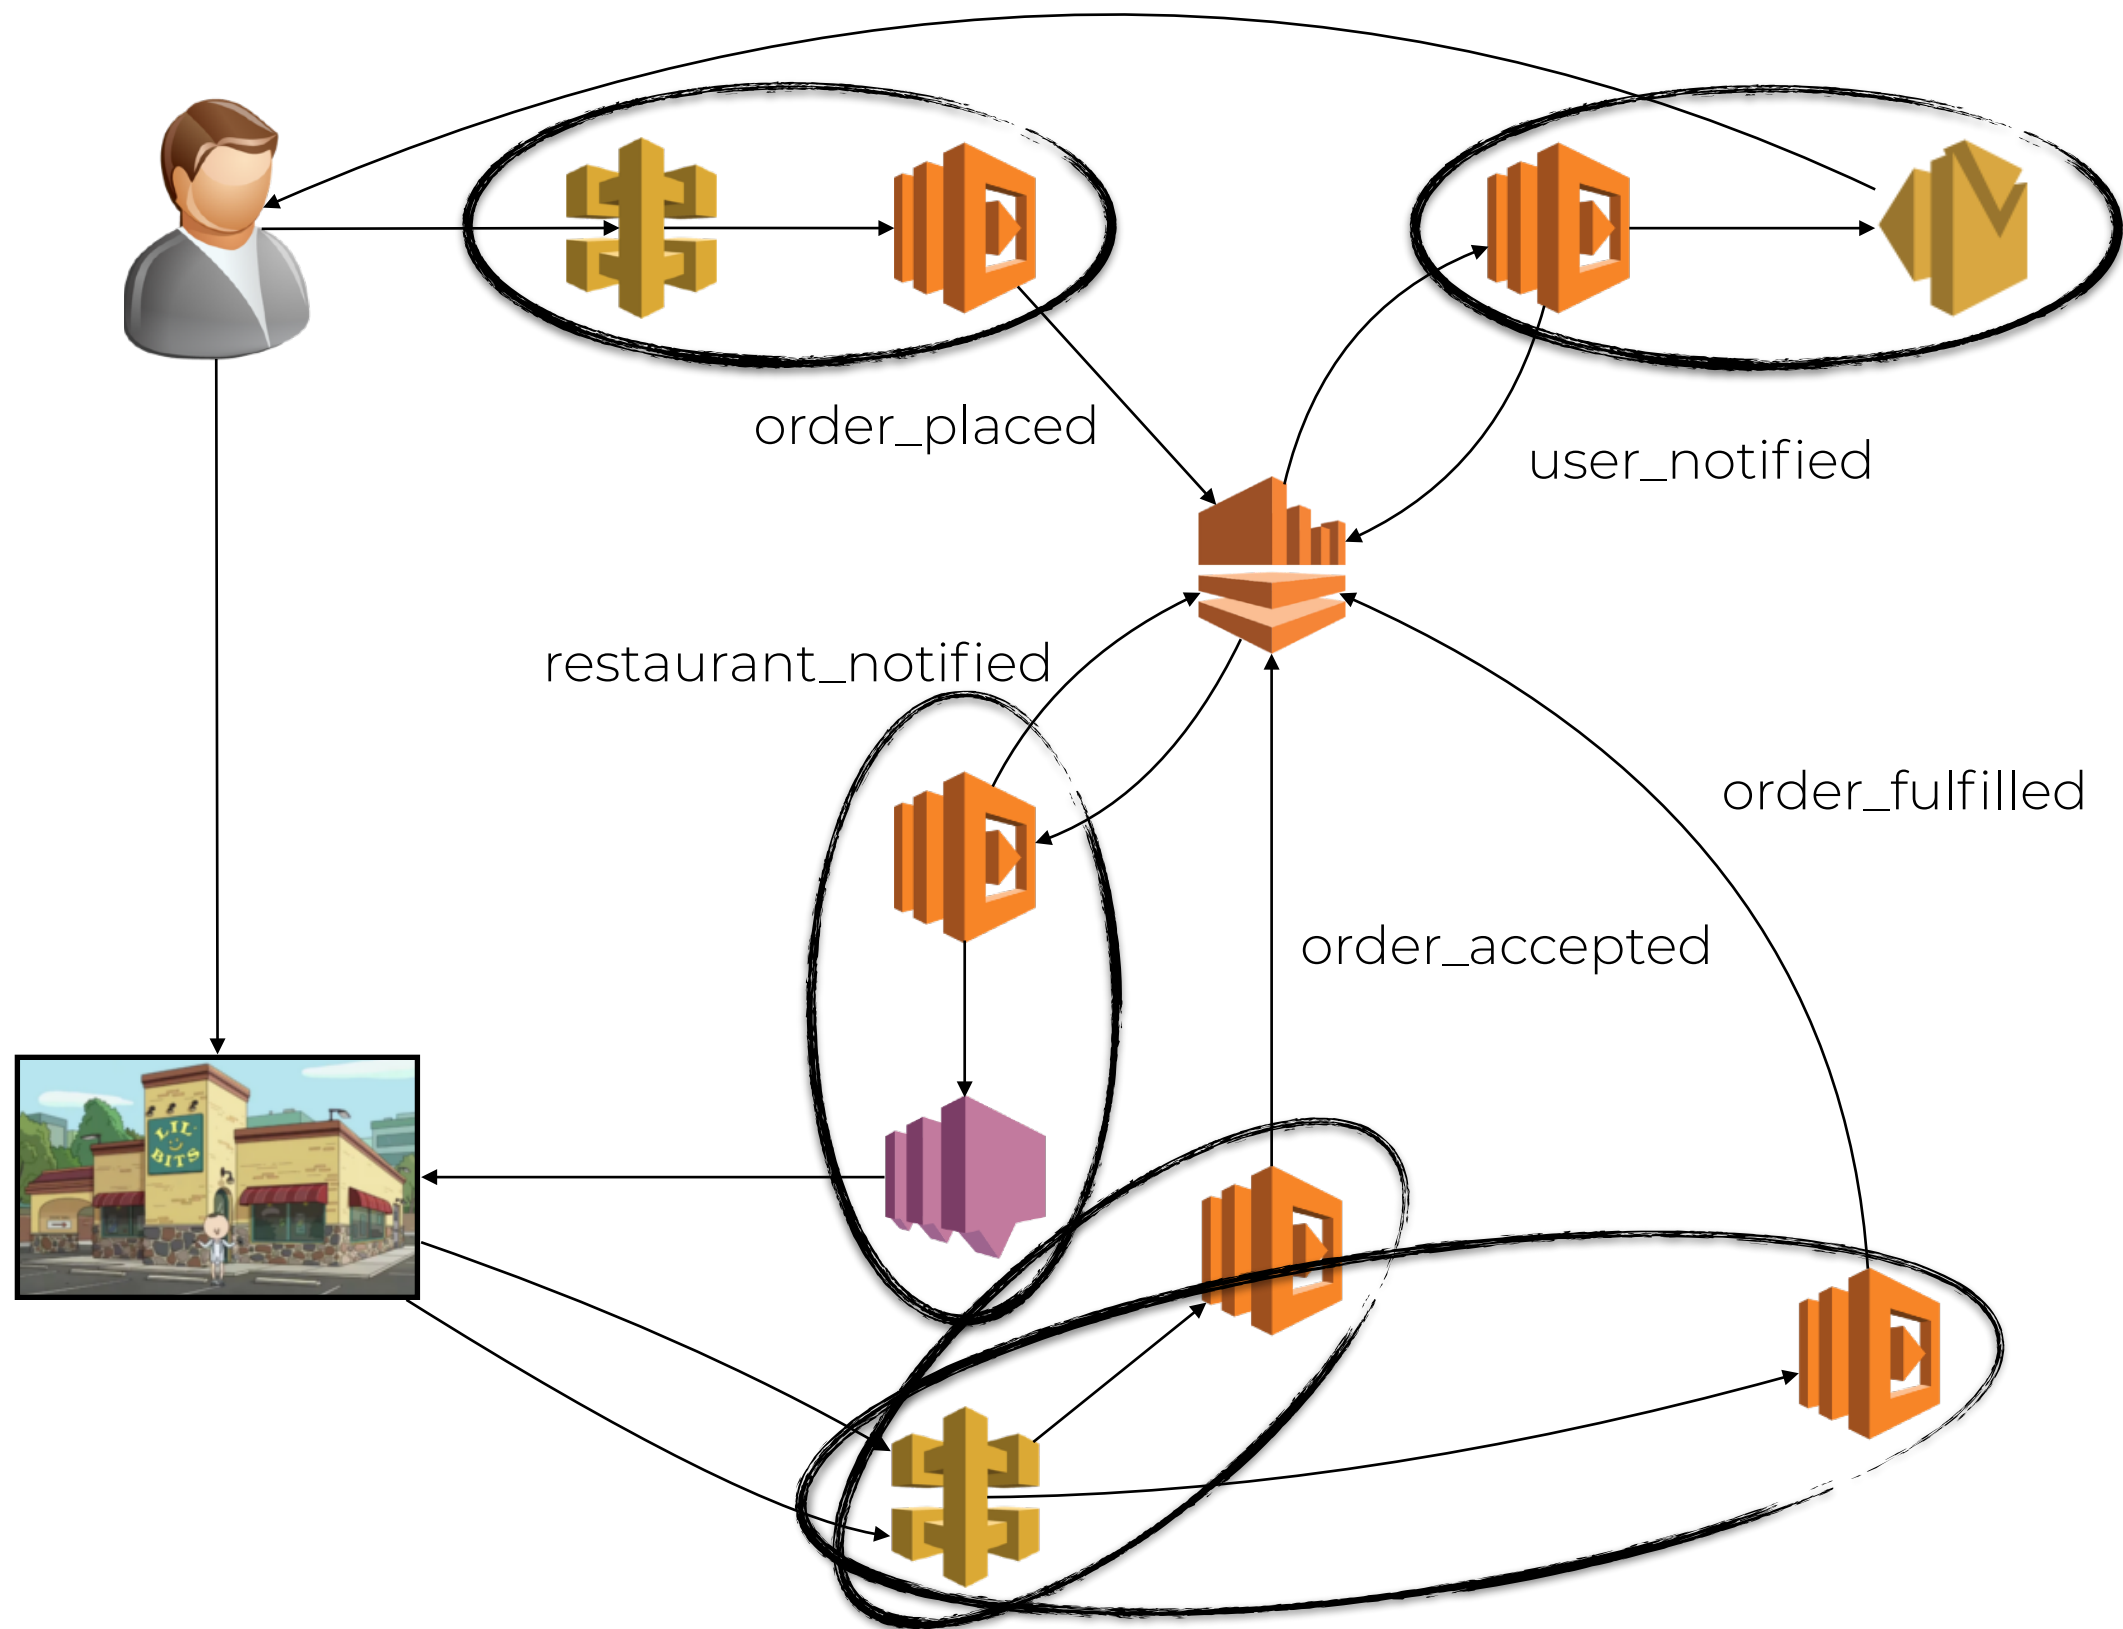 order_placed
user_notified
restaurant_notified
order_fulfilled
order_accepted
LIL
BITS